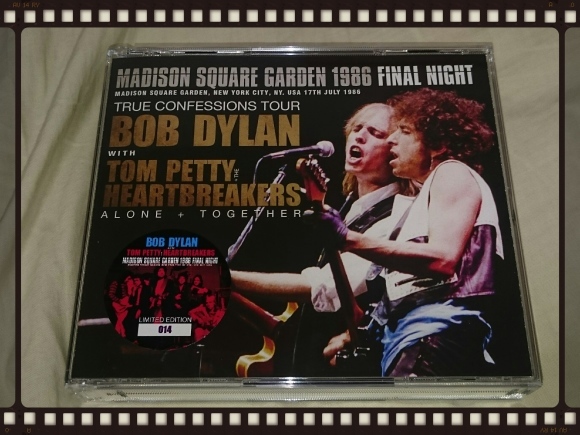 MADISON SQUARE GARDEN 1986 FINAL NIGHT
MADISON SQUARE GARDEN, NEW YORK CITY, NY. USA 17TH JULY 1986
TRUE CONFESSIONS TOUR
BOB DYLAN
WITH
TOM PETTY +THE
HEARTBREAKERS
ALONE + TOGETHER
BOB DYLAN
TOM PETTY HEARTBREAKERS
MADISON SQUARE GARDEN 1986 FINAL NIGHT
LIMITED EDITION
014